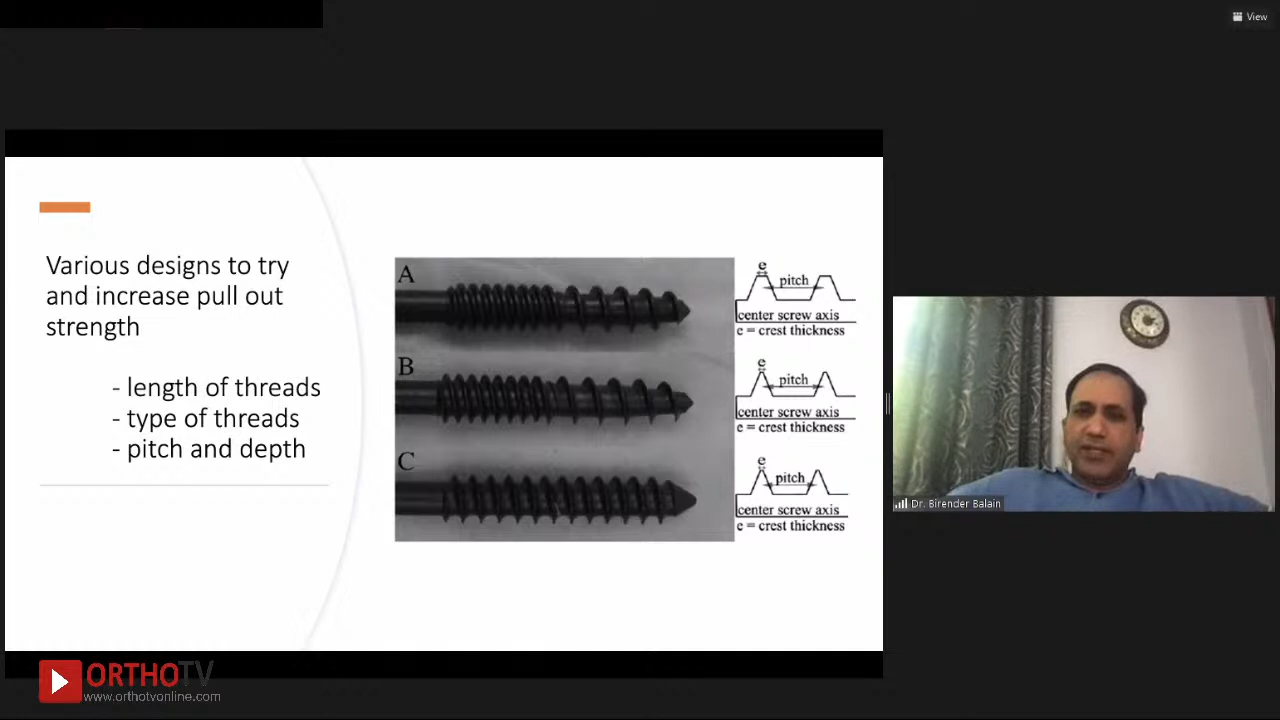 View
Various designs to try
and increase pull out
strength
- length of threads
- type of threads
- pitch and depth
A
e
pitch
center screw axis
e = crest thickness
B
e
pitch
center screw axis
e = crest thickness
C
e
pitch
center screw axis
e = crest thickness
Dr. Birender Balain
ORTHOTV
www.orthotvonline.com